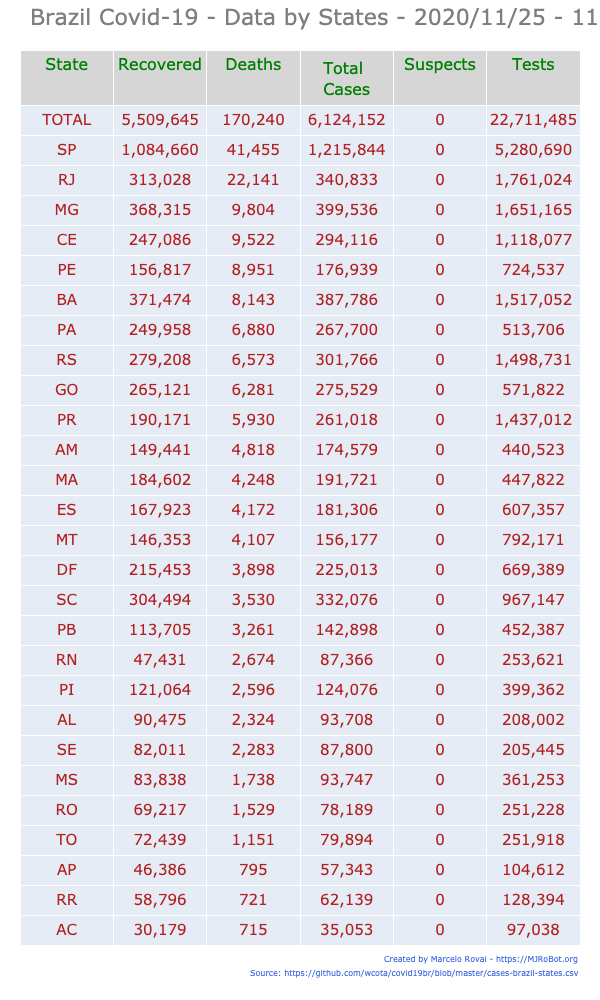 Brazil Covid-19 - Data by States - 2020/11/25 - 11
State Recovered Deaths Total Cases Suspects Tests
TOTAL 5,509,645 170,240 6,124,152 0 22,711,485
SP 1,084,660 41,455 1,215,844 0 5,280,690
RJ 313,028 22,141 340,833 0 1,761,024
MG 368,315 9,804 399,536 0 1,651,165
CE 247,086 9,522 294,116 0 1,118,077
PE 156,817 8,951 176,939 0 724,537
BA 371,474 8,143 387,786 0 1,517,052
PA 249,958 6,880 267,700 0 513,706
RS 279,208 6,573 301,766 0 1,498,731
GO 265,121 6,281 275,529 0 571,822
PR 190,171 5,930 261,018 0 1,437,012
AM 149,441 4,818 174,579 0 440,523
MA 184,602 4,248 191,721 0 447,822
ES 167,923 4,172 181,306 0 607,357
MT 146,353 4,107 156,177 0 792,171
DF 215,453 3,898 225,013 0 669,389
SC 304,494 3,530 332,076 0 967,147
PB 113,705 3,261 142,898 0 452,387
RN 47,431 2,674 87,366 0 253,621
PI 121,064 2,596 124,076 0 399,362
AL 90,475 2,324 93,708 0 208,002
SE 82,011 2,283 87,800 0 205,445
MS 83,838 1,738 93,747 0 361,253
RO 69,217 1,529 78,189 0 251,228
TO 72,439 1,151 79,894 0 251,918
AP 46,386 795 57,343 0 104,612
RR 58,796 721 62,139 0 128,394
AC 30,179 715 35,053 0 97,038
Created by Marcelo Rovai - https://MJRoBot.org
Source: https://github.com/wcota/covid19br/blob/master/cases-brazil-states.csv